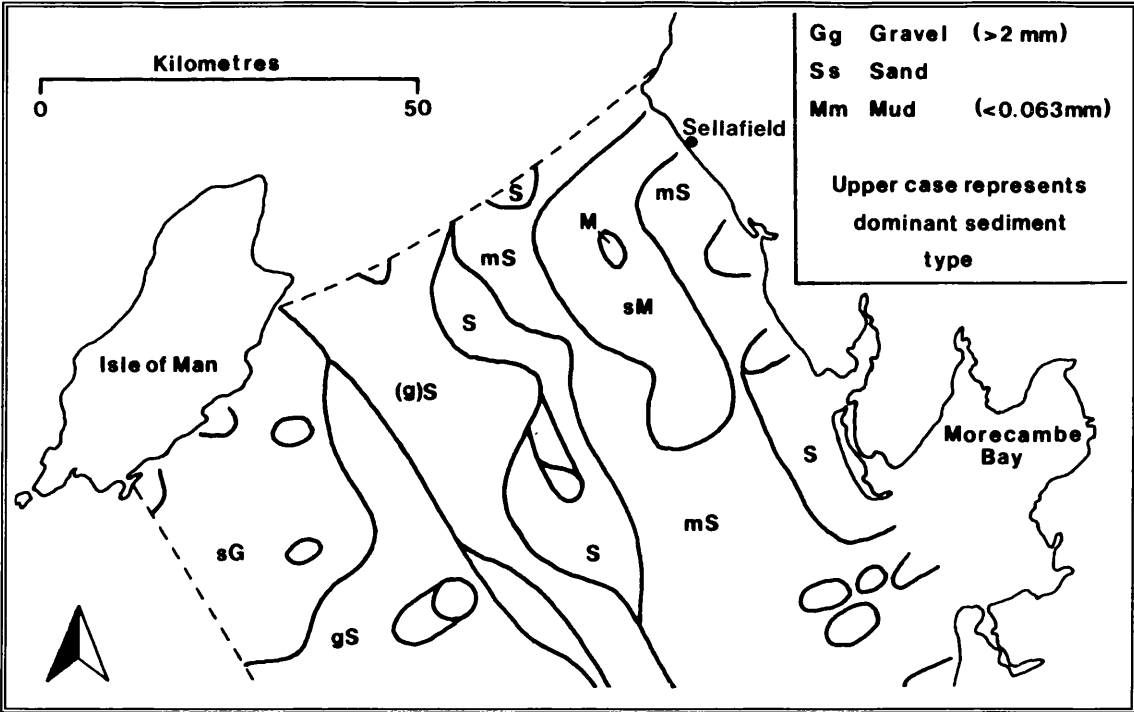 Kilometres
0 50
Gg Gravel (>2 mm)
Ss Sand
Mm Mud (<0.063mm)
Upper case represents
dominant sediment
type
Sellafield
S
mS
M
mS
S
sM
Isle of Man
(g)S
Morecambe
Bay
S
mS
sG
S
gS